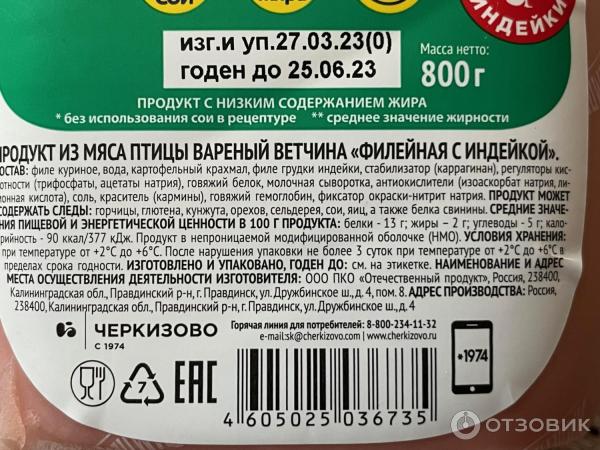 СОИ
ЖИРА
ИНДЕЙКИ
изг.и уп.27.03.23(0)
годен до 25.06.23
Масса нетто:
800 г
ПРОДУКТ С НИЗКИМ СОДЕРЖАНИЕМ ЖИРА
* без использования сои в рецептуре ** среднее значение жирности
ПРОДУКТ ИЗ МЯСА ПТИЦЫ ВАРЕНЫЙ ВЕТЧИНА «ФИЛЕЙНАЯ С ИНДЕЙКОЙ».
СОСТАВ: филе куриное, вода, картофельный крахмал, филе грудки индейки, стабилизатор (каррагинан), регуляторы кис-
лотности (трифосфаты, ацетаты натрия), говяжий белок, молочная сыворотка, антиокислители (изоаскорбат натрия, лимо-
онная кислота), соль, краситель (кармины), говяжий гемоглобин, фиксатор окраски-нитрит натрия. ПРОДУКТ МОЖЕТ
СОДЕРЖАТЬ СЛЕДЫ: горчицы, глютена, кунжута, орехов, сельдерея, сои, яиц, а также белка свинины. СРЕДНИЕ ЗНАЧЕ-
НИЯ ПИЩЕВОЙ И ЭНЕРГЕТИЧЕСКОЙ ЦЕННОСТИ В 100 Г ПРОДУКТА: белки - 13 г; жиры – 2 г; углеводы - 5 г; кало-
рийность - 90 ккал/377 кДж. Продукт в непроницаемой модифицированной оболочке (НМО). УСЛОВИЯ ХРАНЕНИЯ:
при температуре от +2°С до +6°С. После нарушения упаковки не более 3 суток при температуре от +2°С до +6°С в
пределах срока годности. ИЗГОТОВЛЕНО И УПАКОВАНО, ГОДЕН ДО: см. на этикетке. НАИМЕНОВАНИЕ И АДРЕС
МЕСТА ОСУЩЕСТВЛЕНИЯ ДЕЯТЕЛЬНОСТИ ИЗГОТОВИТЕЛЯ: ООО ПКО «Отечественный продукт», Россия, 238400,
Калининградская обл., Правдинский р-н, г. Правдинск, ул. Дружбинское ш., д. 4, пом. 8. АДРЕС ПРОИЗВОДСТВА: Россия,
238400, Калининградская обл., Правдинский р-н, г. Правдинск, ул. Дружбинское ш., д. 4
ЧЕРКИЗОВО
С 1974
Горячая линия для потребителей: 8-800-234-11-32
e-mail:sk@cherkizovo.com, www.cherkizovo.com
7
ЕАС
4 605025 036735
*1974
ОТЗОВИК